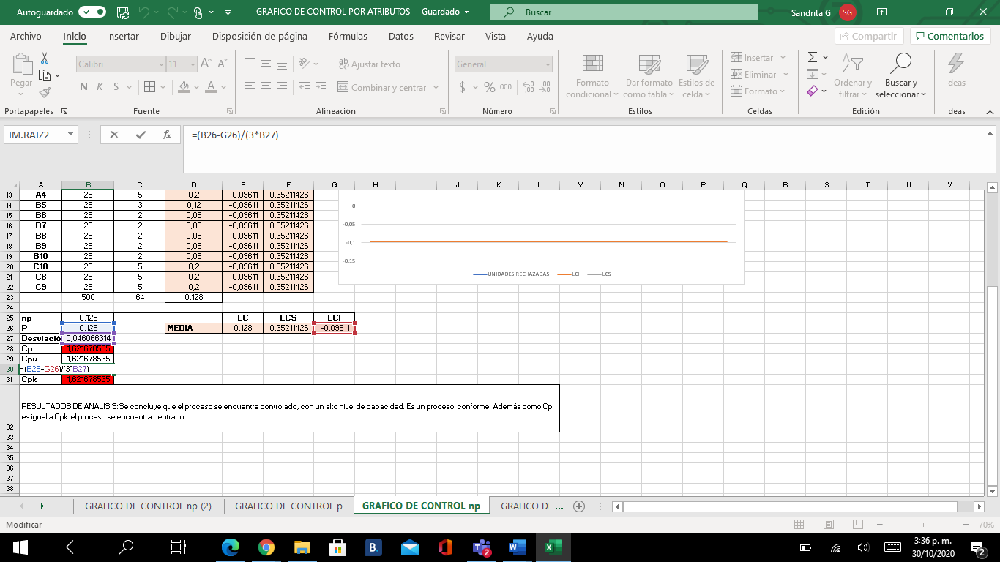 Autoguardado
GRAFICO DE CONTROL POR ATRIBUTOS - Guardado
Buscar
Sandrita G
SG
Archivo Inicio Insertar Dibujar Disposición de página Fórmulas Datos Revisar Vista Ayuda
Compartir
Comentarios
Pegar
Calibri 11
N K S
ab Ajustar texto
Combinar y centrar
General
$ % 000
Formato condicional
Dar formato como tabla
Estilos de celda
Insertar
Eliminar
Formato
Ordenar y filtrar
Buscar y seleccionar
Ideas
Portapapeles Fuente Alineación Número Estilos Celdas Edición Ideas
IM.RAIZ2
fx
=(B26-G26)/(3*B27)
A B C D E F G H I J K L M N O P Q R S T U V
13 A4 25 5 0,2 -0,09611 0,35211426
14 B5 25 3 0,12 -0,09611 0,35211426
15 B6 25 2 0,08 -0,09611 0,35211426
16 B7 25 2 0,08 -0,09611 0,35211426
17 B8 25 2 0,08 -0,09611 0,35211426
18 B9 25 2 0,08 -0,09611 0,35211426
19 B10 25 2 0,08 -0,09611 0,35211426
20 C10 25 5 0,2 -0,09611 0,35211426
21 C8 25 5 0,2 -0,09611 0,35211426
22 C9 25 5 0,2 -0,09611 0,35211426
23 500 64 0,128
24
25 np 0,128 LC LCS LCI
26 P 0,128 MEDIA 0,128 0,35211426 -0,09611
27 Desviació 0,046066314
28 Cp 1,621678535
29 Cpu 1,621678535
30 =(B26-G26)/(3*B27)
31 Cpk 1,621678535
0
-0,05
-0,1
-0,15
UNIDADES RECHAZADAS LCI LCS
RESULTADOS DE ANALISIS:Se concluye que el proceso se encuentra controlado, con un alto nivel de capacidad. Es un proceso conforme. Además como Cp
es igual a Cpk el proceso se encuentra centrado.
32
33
34
35
36
37
38
GRAFICO DE CONTROL np (2) GRAFICO DE CONTROL p GRAFICO DE CONTROL np GRAFICO D ...
Modificar
70%
B.
2
3:36 p. m.
30/10/2020
2